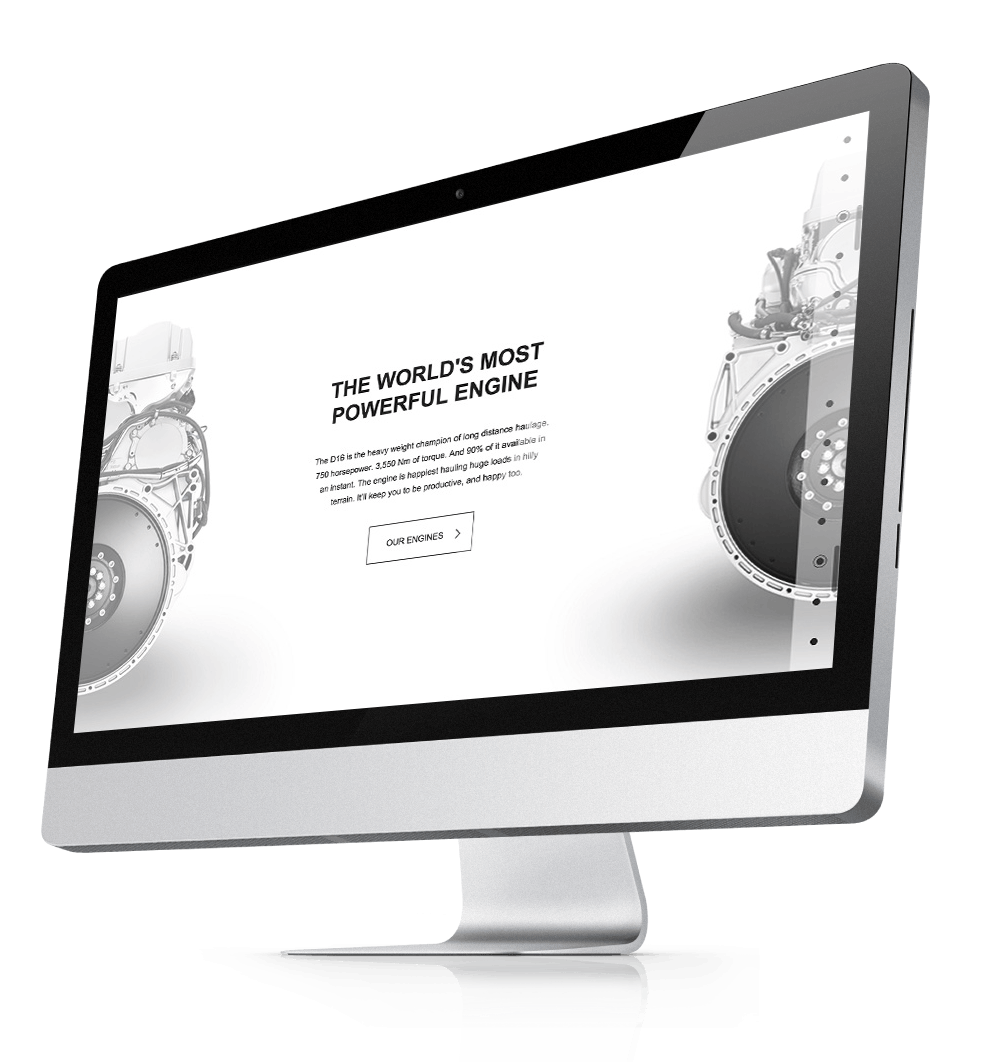 THE WORLD'S MOST
POWERFUL ENGINE
The D16 is the heavy weight champion of long distance haulage.
750 horsepower. 3,550 Nm of torque. And 90% of it available in
an instant. The engine is happiest hauling huge loads in hilly
terrain. It'll keep you to be productive, and happy too.
OUR ENGINES